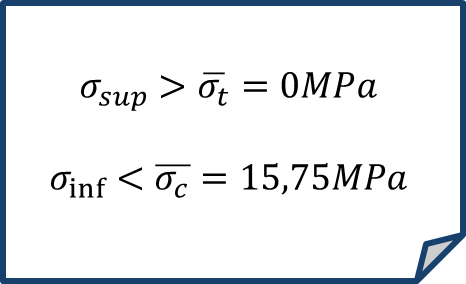 σ_sup > σ̅_t = 0MPa
σ_inf < σ̅_c̅ = 15,75MPa